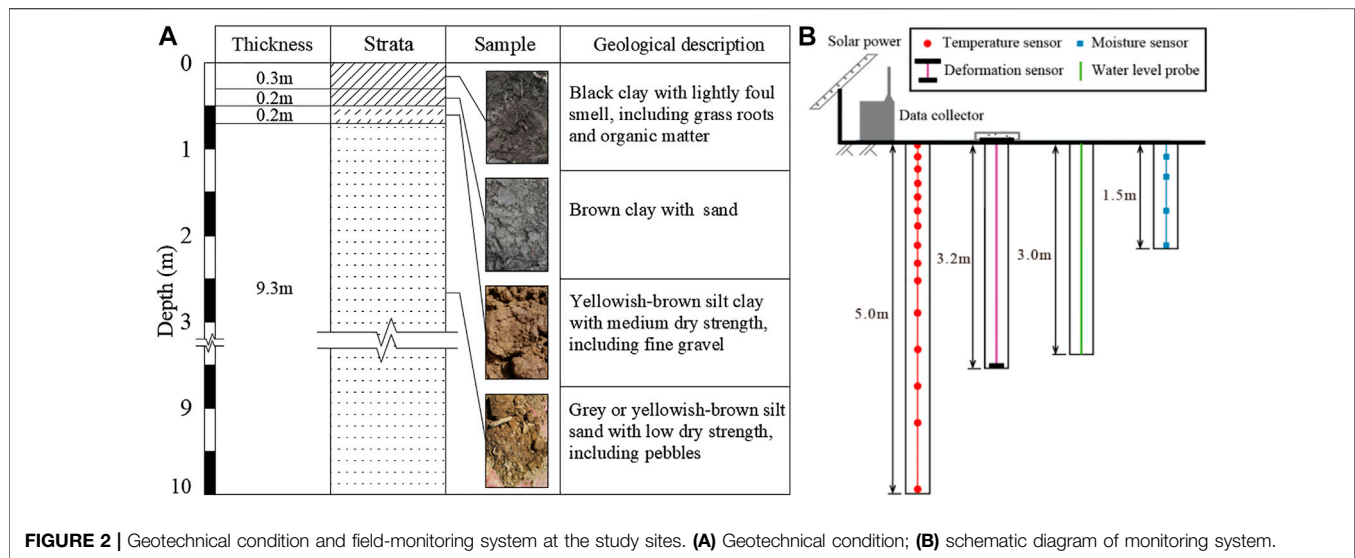 A
Thickness
Strata
Sample
Geological description
0
0.3m
0.2m
0.2m
1
2
9.3m
3
9
10
Depth (m)
Black clay with lightly foul
smell, including grass roots
and organic matter
Brown clay with sand
Yellowish-brown silt clay
with medium dry strength,
including fine gravel
Grey or yellowish-brown silt
sand with low dry strength,
including pebbles
B
Solar power
Temperature sensor
Moisture sensor
Deformation sensor
Water level probe
Data collector
5.0m
3.2m
3.0m
1.5m
FIGURE 2 | Geotechnical condition and field-monitoring system at the study sites. (A) Geotechnical condition; (B) schematic diagram of monitoring system.